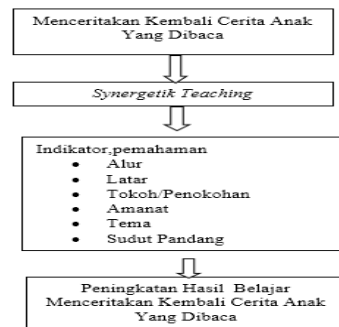 Menceritakan Kembali Cerita Anak
Yang Dibaca
Synergetik Teaching
Indikator,pemahaman
• Alur
• Latar
• Tokoh/Penokohan
• Amanat
• Tema
• Sudut Pandang
Peningkatan Hasil Belajar
Menceritakan Kembali Cerita Anak
Yang Dibaca